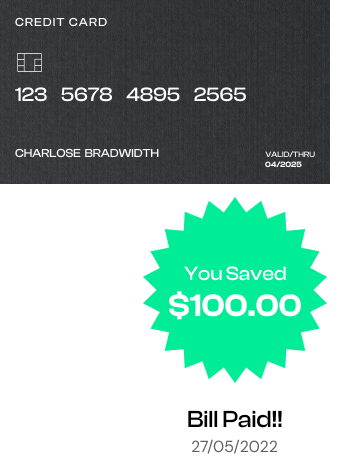 CREDIT CARD
123 5678 4895 2565
CHARLOSE BRADWIDTH
VALID/THRU
04/2025
You Saved
$100.00
Bill Paid!!
27/05/2022